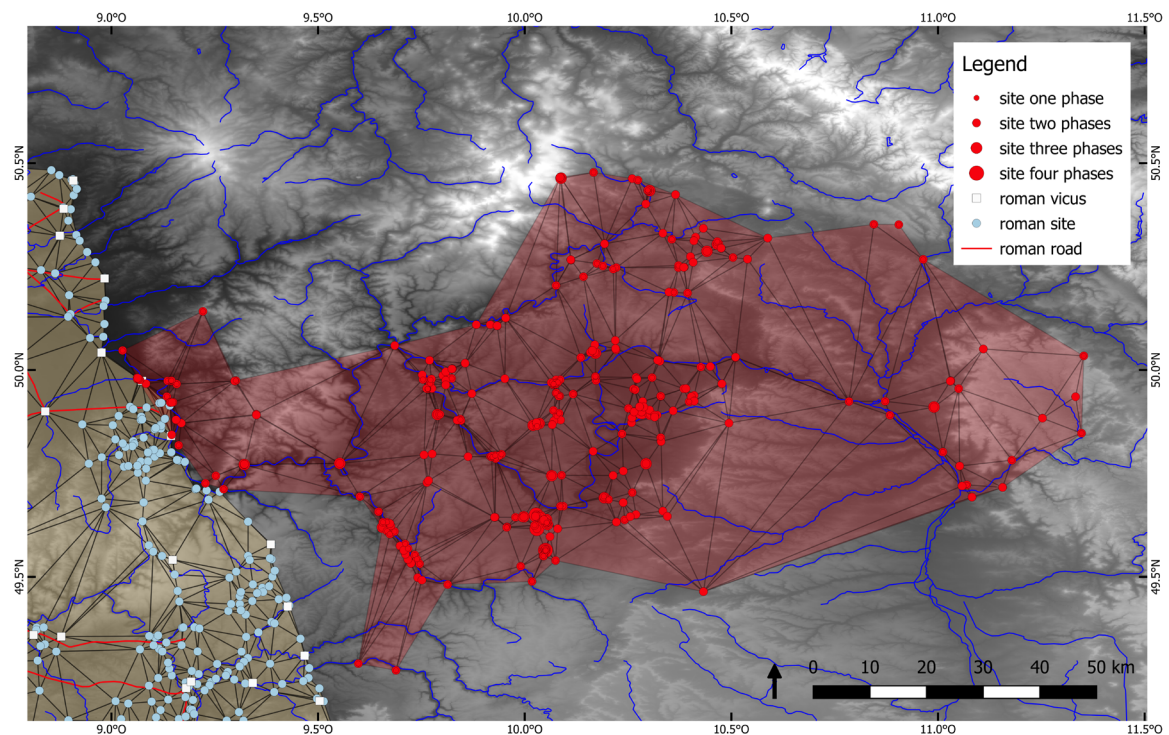 9.0°O 9.5°O 10.0°O 10.5°O 11.0°O 11.5°O
Legend
site one phase
site two phases
site three phases
site four phases
roman vicus
roman site
roman road
50.5°N 50.5°N
50.0°N 50.0°N
49.5°N 49.5°N
0 10 20 30 40 50 km
9.0°O 9.5°O 10.0°O 10.5°O 11.0°O 11.5°O